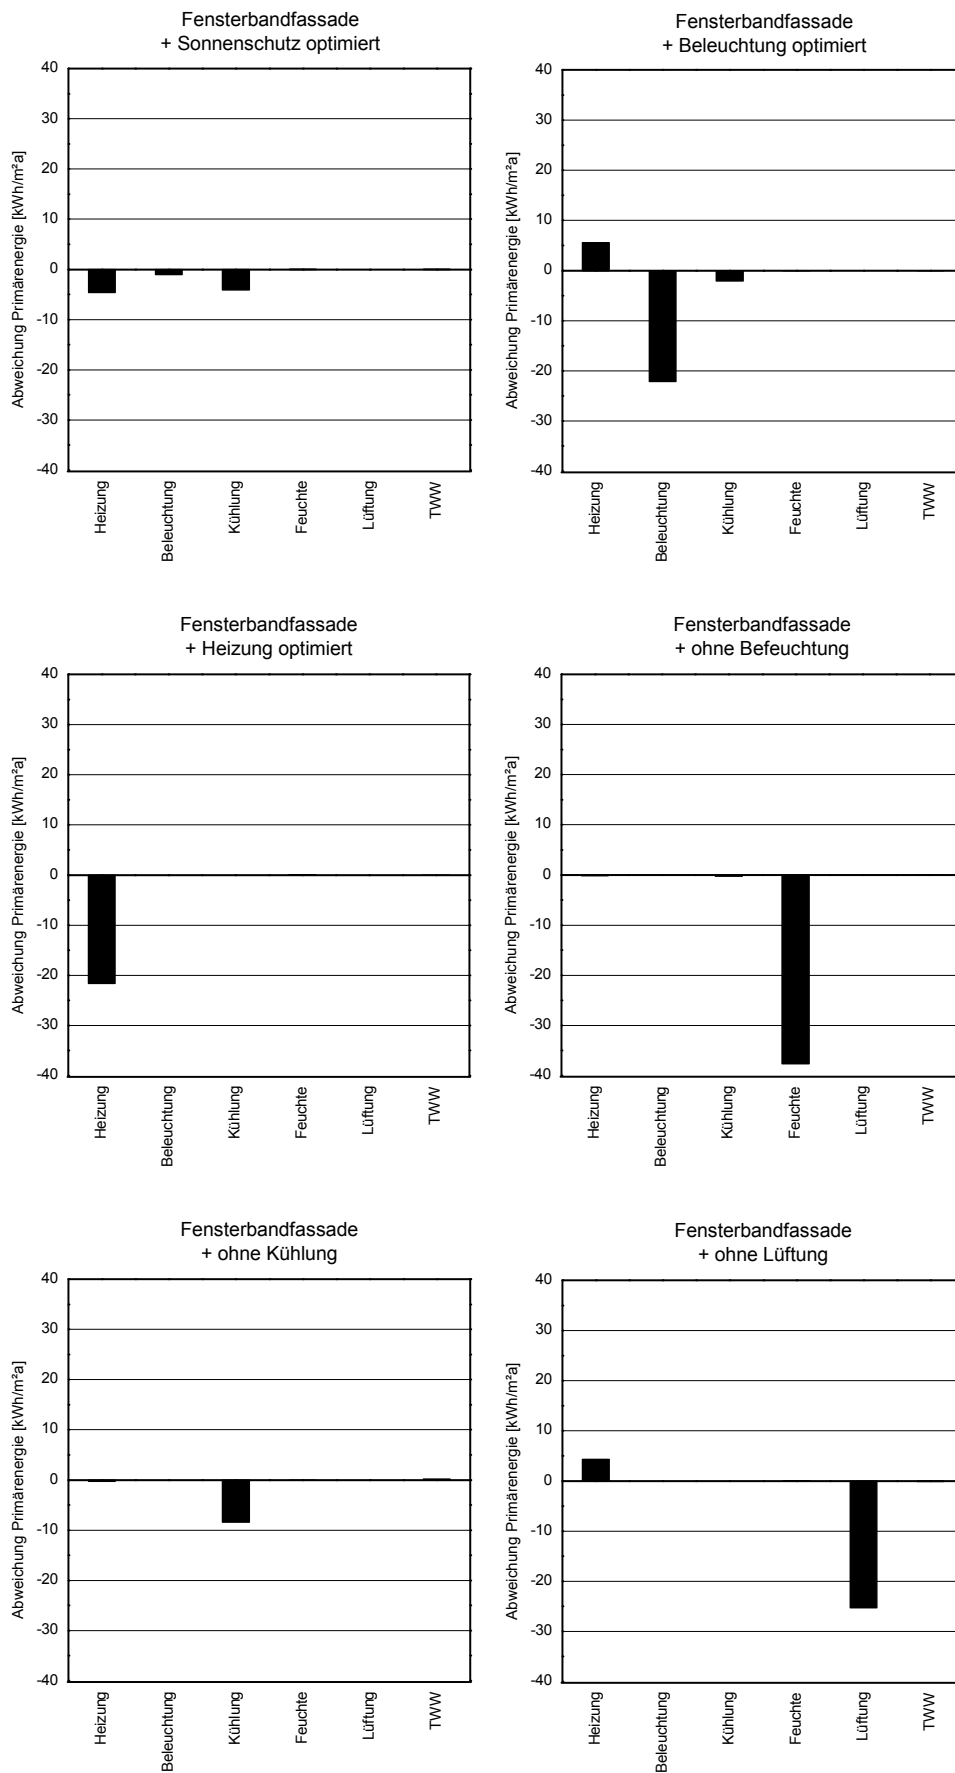 Fensterbandfassade
+ Sonnenschutz optimiert
Abweichung Primärenergie [kWh/m²a]
40
30
20
10
0
-10
-20
-30
-40
Heizung
Beleuchtung
Kühlung
Feuchte
Lüftung
TWW
Fensterbandfassade
+ Beleuchtung optimiert
Abweichung Primärenergie [kWh/m²a]
40
30
20
10
0
-10
-20
-30
-40
Heizung
Beleuchtung
Kühlung
Feuchte
Lüftung
TWW
Fensterbandfassade
+ Heizung optimiert
Abweichung Primärenergie [kWh/m²a]
40
30
20
10
0
-10
-20
-30
-40
Heizung
Beleuchtung
Kühlung
Feuchte
Lüftung
TWW
Fensterbandfassade
+ ohne Befeuchtung
Abweichung Primärenergie [kWh/m²a]
40
30
20
10
0
-10
-20
-30
-40
Heizung
Beleuchtung
Kühlung
Feuchte
Lüftung
TWW
Fensterbandfassade
+ ohne Kühlung
Abweichung Primärenergie [kWh/m²a]
40
30
20
10
0
-10
-20
-30
-40
Heizung
Beleuchtung
Kühlung
Feuchte
Lüftung
TWW
Fensterbandfassade
+ ohne Lüftung
Abweichung Primärenergie [kWh/m²a]
40
30
20
10
0
-10
-20
-30
-40
Heizung
Beleuchtung
Kühlung
Feuchte
Lüftung
TWW